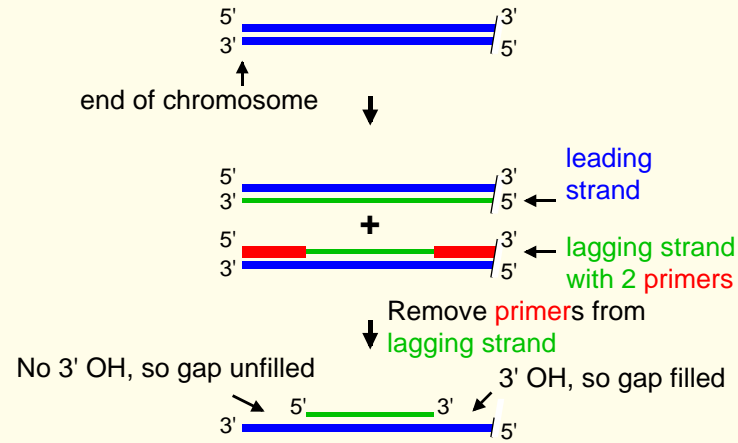 5' 3'
3' 5'
end of chromosome
5' 3' leading
3' 5' strand
+
5' 3' lagging strand
3' 5' with 2 primers
Remove primers from
lagging strand
No 3' OH, so gap unfilled
3' OH, so gap filled
5' 3'
3' 5'